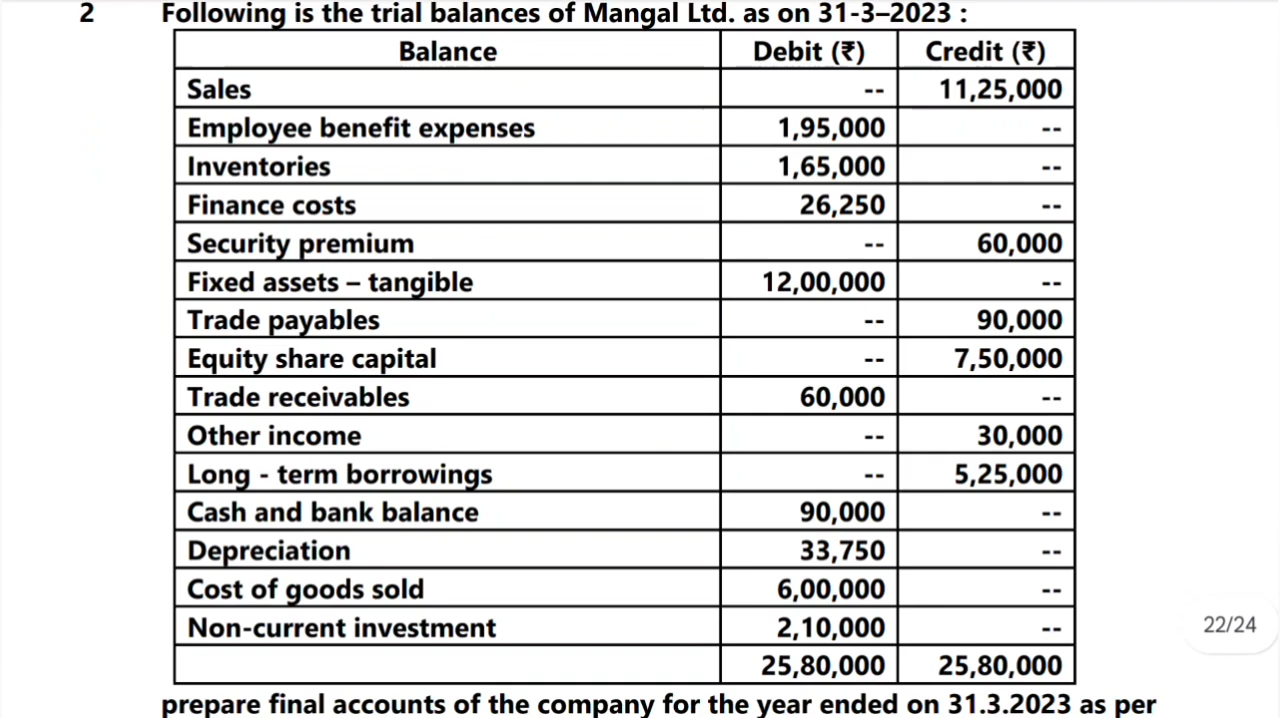 2 Following is the trial balances of Mangal Ltd. as on 31-3–2023 :
Balance Debit (₹) Credit (₹)
Sales -- 11,25,000
Employee benefit expenses 1,95,000 --
Inventories 1,65,000 --
Finance costs 26,250 --
Security premium -- 60,000
Fixed assets – tangible 12,00,000 --
Trade payables -- 90,000
Equity share capital -- 7,50,000
Trade receivables 60,000 --
Other income -- 30,000
Long - term borrowings -- 5,25,000
Cash and bank balance 90,000 --
Depreciation 33,750 --
Cost of goods sold 6,00,000 --
Non-current investment 2,10,000 --
22/24
25,80,000 25,80,000
prepare final accounts of the company for the year ended on 31.3.2023 as per